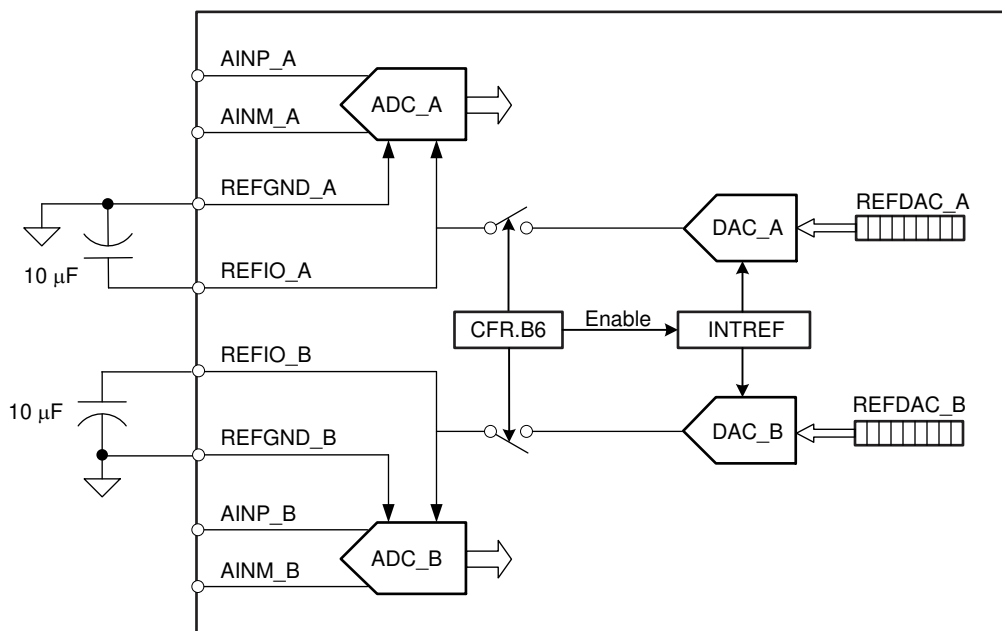 AINP_A
ADC_A
AINM_A
REFGND_A
REFDAC_A
DAC_A
10 μF
REFIO_A
CFR.B6
Enable
INTREF
REFIO_B
10 μF
REFDAC_B
DAC_B
REFGND_B
AINP_B
ADC_B
AINM_B